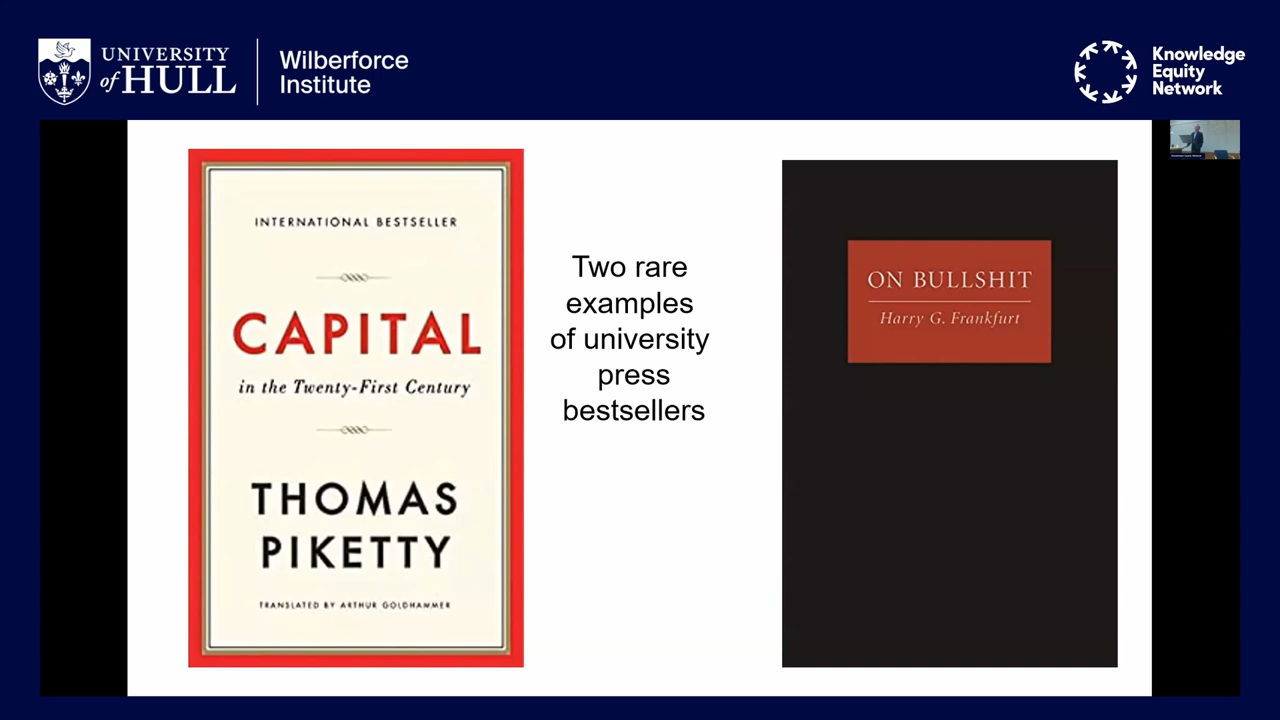 UNIVERSITY
of HULL
Wilberforce
Institute
Knowledge
Equity
Network
INTERNATIONAL BESTSELLER
CAPITAL
in the Twenty-First Century
THOMAS
PIKETTY
TRANSLATED BY ARTHUR GOLDHAMMER
Two rare
examples
of university
press
bestsellers
ON BULLSHIT
Harry G. Frankfurt